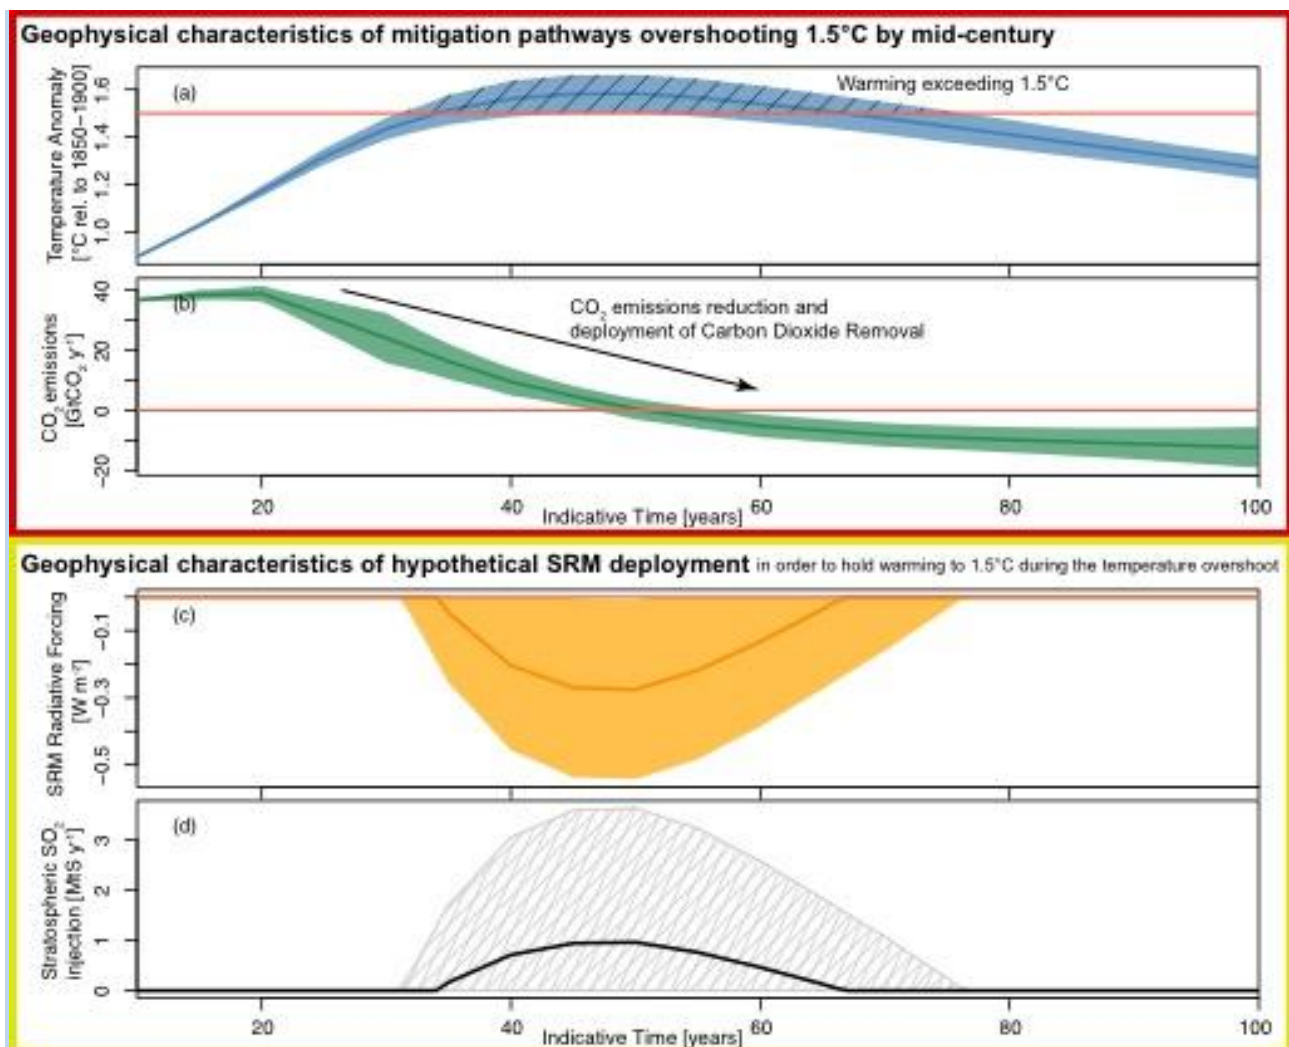 Geophysical characteristics of mitigation pathways overshooting 1.5°C by mid-century
Temperature Anomaly
[°C rel. to 1850–1900]
1.0 1.2 1.4 1.6
(a)
Warming exceeding 1.5°C
CO₂ emissions
[GtCO₂ y⁻¹]
−20 0 20 40
(b)
CO₂ emissions reduction and
deployment of Carbon Dioxide Removal
20 40 60 80 100
Indicative Time [years]
Geophysical characteristics of hypothetical SRM deployment in order to hold warming to 1.5°C during the temperature overshoot
SRM Radiative Forcing
[W m⁻²]
−0.5 −0.3 −0.1
(c)
Stratospheric SO₂
injection [MtS y⁻¹]
0 1 2 3
(d)
20 40 60 80 100
Indicative Time [years]